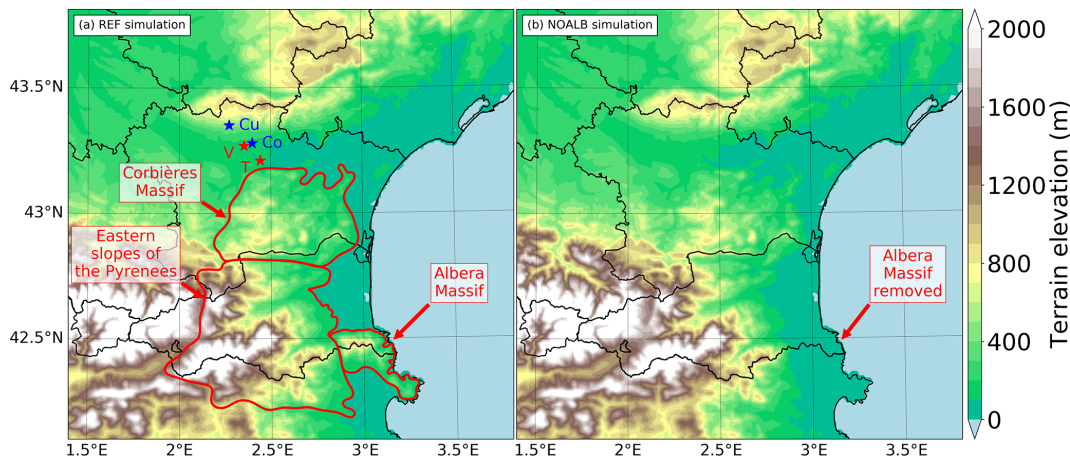 (a) REF simulation
(b) NOALB simulation
43.5°N
43°N
42.5°N
Cu
Co
V
T
Corbières
Massif
Eastern
slopes of
the Pyrenees
Albera
Massif
Albera
Massif
removed
1.5°E 2°E 2.5°E 3°E 3.5°E
1.5°E 2°E 2.5°E 3°E 3.5°E
2000
1600
1200
800
400
0
Terrain elevation (m)